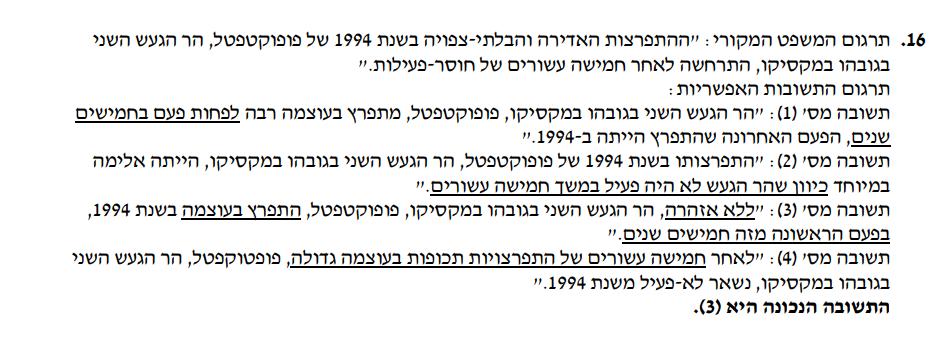 16. תרגום המשפט המקורי: "ההתפרצות האדירה והבלתי-צפויה בשנת 1994 של פופוקטפטל, הר הגעש השני
בגובהו במקסיקו, התרחשה לאחר חמישה עשורים של חוסר-פעילות."
תרגום התשובות האפשריות:
תשובה מס' (1): "הר הגעש השני בגובהו במקסיקו, פופוקטפטל, מתפרץ בעוצמה רבה לפחות פעם בחמישים
שנים, הפעם האחרונה שהתפרץ הייתה ב-1994."
תשובה מס' (2): "התפרצותו בשנת 1994 של פופוקטפטל, הר הגעש השני בגובהו במקסיקו, הייתה אלימה
במיוחד כיוון שהר הגעש לא היה פעיל במשך חמישה עשורים."
תשובה מס' (3): "ללא אזהרה, הר הגעש השני בגובהו במקסיקו, פופוקטפטל, התפרץ בעוצמה בשנת 1994,
בפעם הראשונה מזה חמישים שנים."
תשובה מס' (4): "לאחר חמישה עשורים של התפרצויות תכופות בעוצמה גדולה, פופטוקפטל, הר הגעש השני
בגובהו במקסיקו, נשאר לא-פעיל משנת 1994."
התשובה הנכונה היא (3).